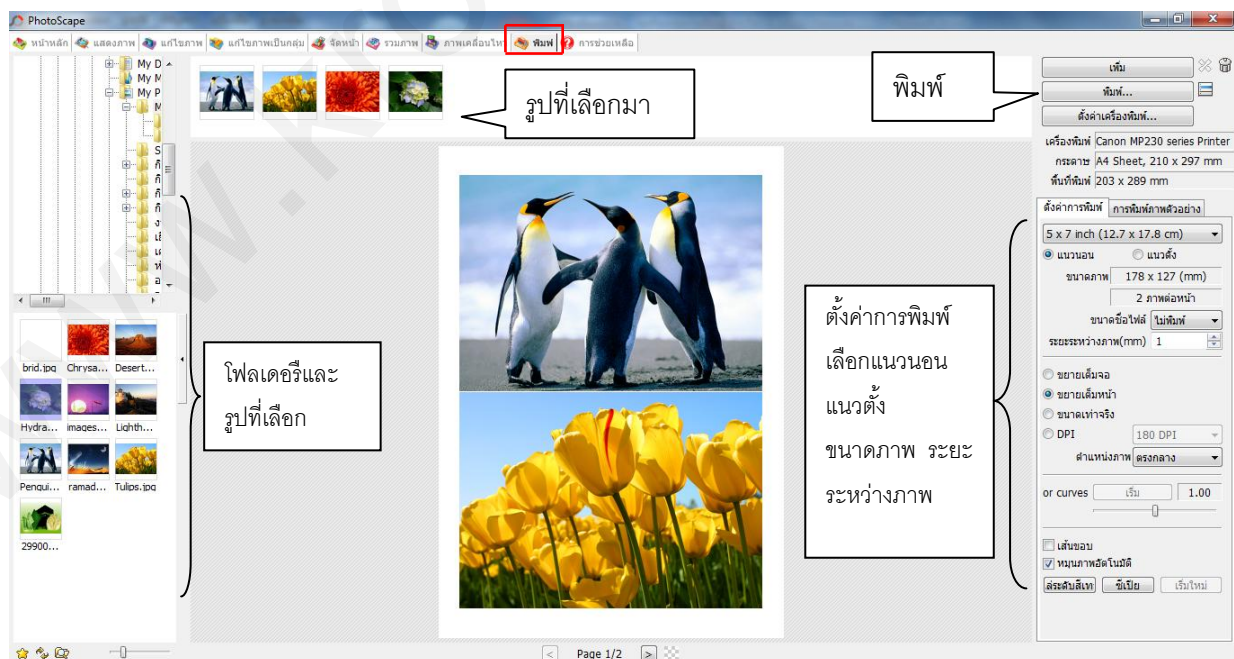 PhotoScape
หน้าหลัก แสดงภาพ แก้ไขภาพ แก้ไขภาพเป็นกลุ่ม จัดหน้า รวมภาพ ภาพเคลื่อนไหว พิมพ์ การช่วยเหลือ
My D
My M
My P
M
S
กิ
กี
กี
กี
ง
เ
เ
ห
อ
brid.jpg Chrysa... Desert...
Hydra... images... Lighth...
Pengui... ramad... Tulips.jpg
29900...
รูปที่เลือกมา
พิมพ์
โฟลเดอรืและ
รูปที่เลือก
ตั้งค่าการพิมพ์
เลือกแนวนอน
แนวตั้ง
ขนาดภาพ ระยะ
ระหว่างภาพ
Page 1/2
เพิ่ม
พิมพ์...
ตั้งค่าเครื่องพิมพ์...
เครื่องพิมพ์ Canon MP230 series Printer
กระดาษ A4 Sheet, 210 x 297 mm
พื้นที่พิมพ์ 203 x 289 mm
ตั้งค่าการพิมพ์ การพิมพ์ภาพตัวอย่าง
5 x 7 inch (12.7 x 17.8 cm)
แนวนอน แนวตั้ง
ขนาดภาพ 178 x 127 (mm)
2 ภาพต่อหน้า
ขนาดชื่อไฟล์ ไม่พิมพ์
ระยะระหว่างภาพ(mm) 1
ขยายเต็มจอ
ขยายเต็มหน้า
ขนาดเท่าจริง
DPI 180 DPI
ตำแหน่งภาพ ตรงกลาง
or curves เริ่ม 1.00
เส้นขอบ
หมุนภาพอัตโนมัติ
ล่ระดับสีเท ซีเปีย เริ่มใหม่